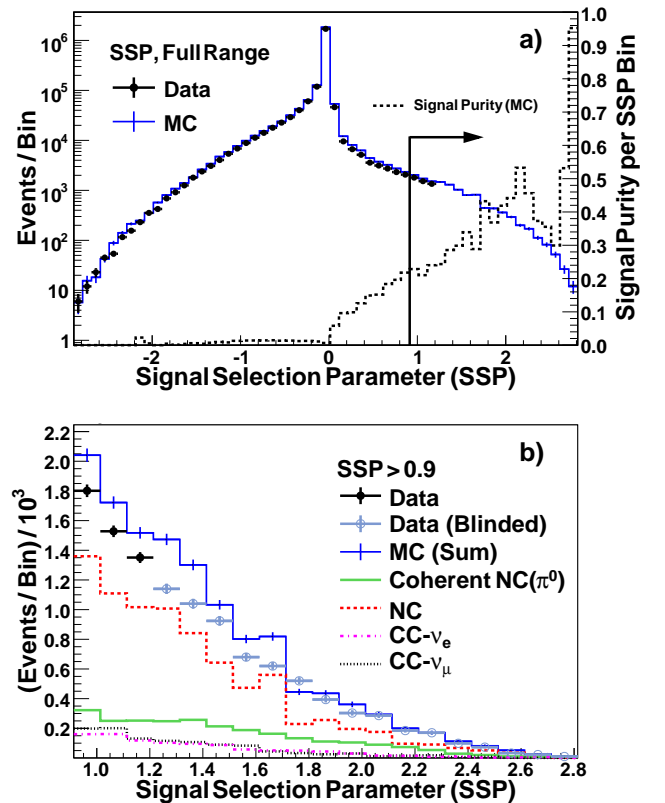 a)
SSP, Full Range
Data
MC
Signal Purity (MC)
Events / Bin
10⁶
10⁵
10⁴
10³
10²
10
1
Signal Purity per SSP Bin
1.0
0.9
0.8
0.7
0.6
0.5
0.4
0.3
0.2
0.1
0.0
-2 -1 0 1 2
Signal Selection Parameter (SSP)
b)
SSP > 0.9
Data
Data (Blinded)
MC (Sum)
Coherent NC(π⁰)
NC
CC-νₑ
CC-ν_μ
(Events / Bin) / 10³
2.2
2.0
1.8
1.6
1.4
1.2
1.0
0.8
0.6
0.4
0.2
1.0 1.2 1.4 1.6 1.8 2.0 2.2 2.4 2.6 2.8
Signal Selection Parameter (SSP)